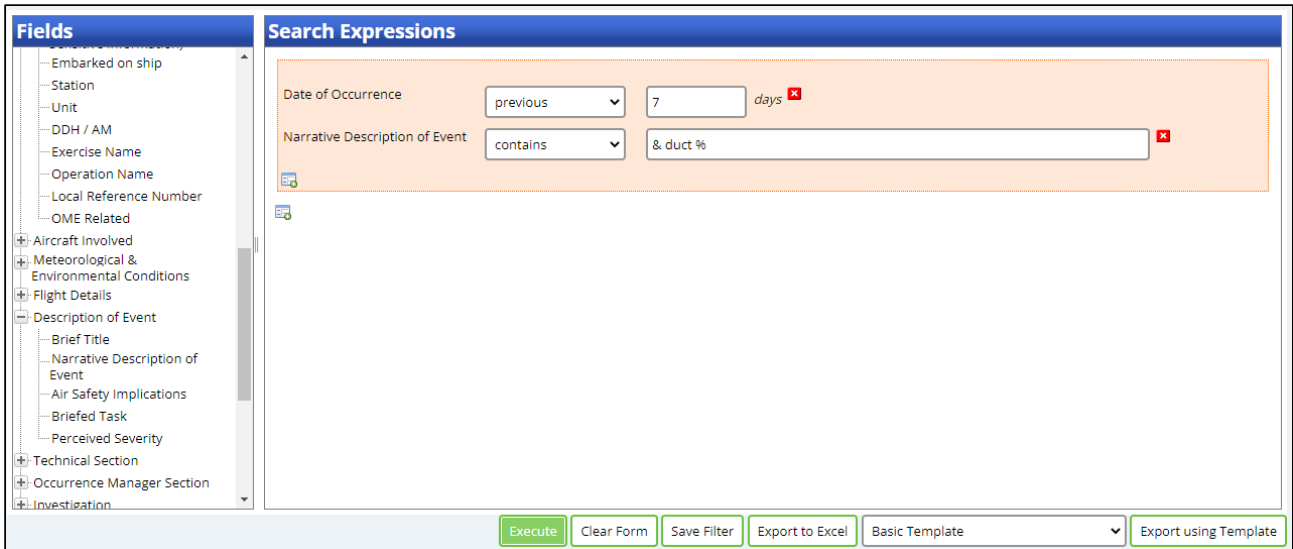 Fields
Embarked on ship
Station
Unit
DDH / AM
Exercise Name
Operation Name
Local Reference Number
OME Related
Aircraft Involved
Meteorological &
Environmental Conditions
Flight Details
Description of Event
Brief Title
Narrative Description of
Event
Air Safety Implications
Briefed Task
Perceived Severity
Technical Section
Occurrence Manager Section
Investigation
Search Expressions
Date of Occurrence previous 7 days
Narrative Description of Event contains & duct %
Execute Clear Form Save Filter Export to Excel Basic Template Export using Template